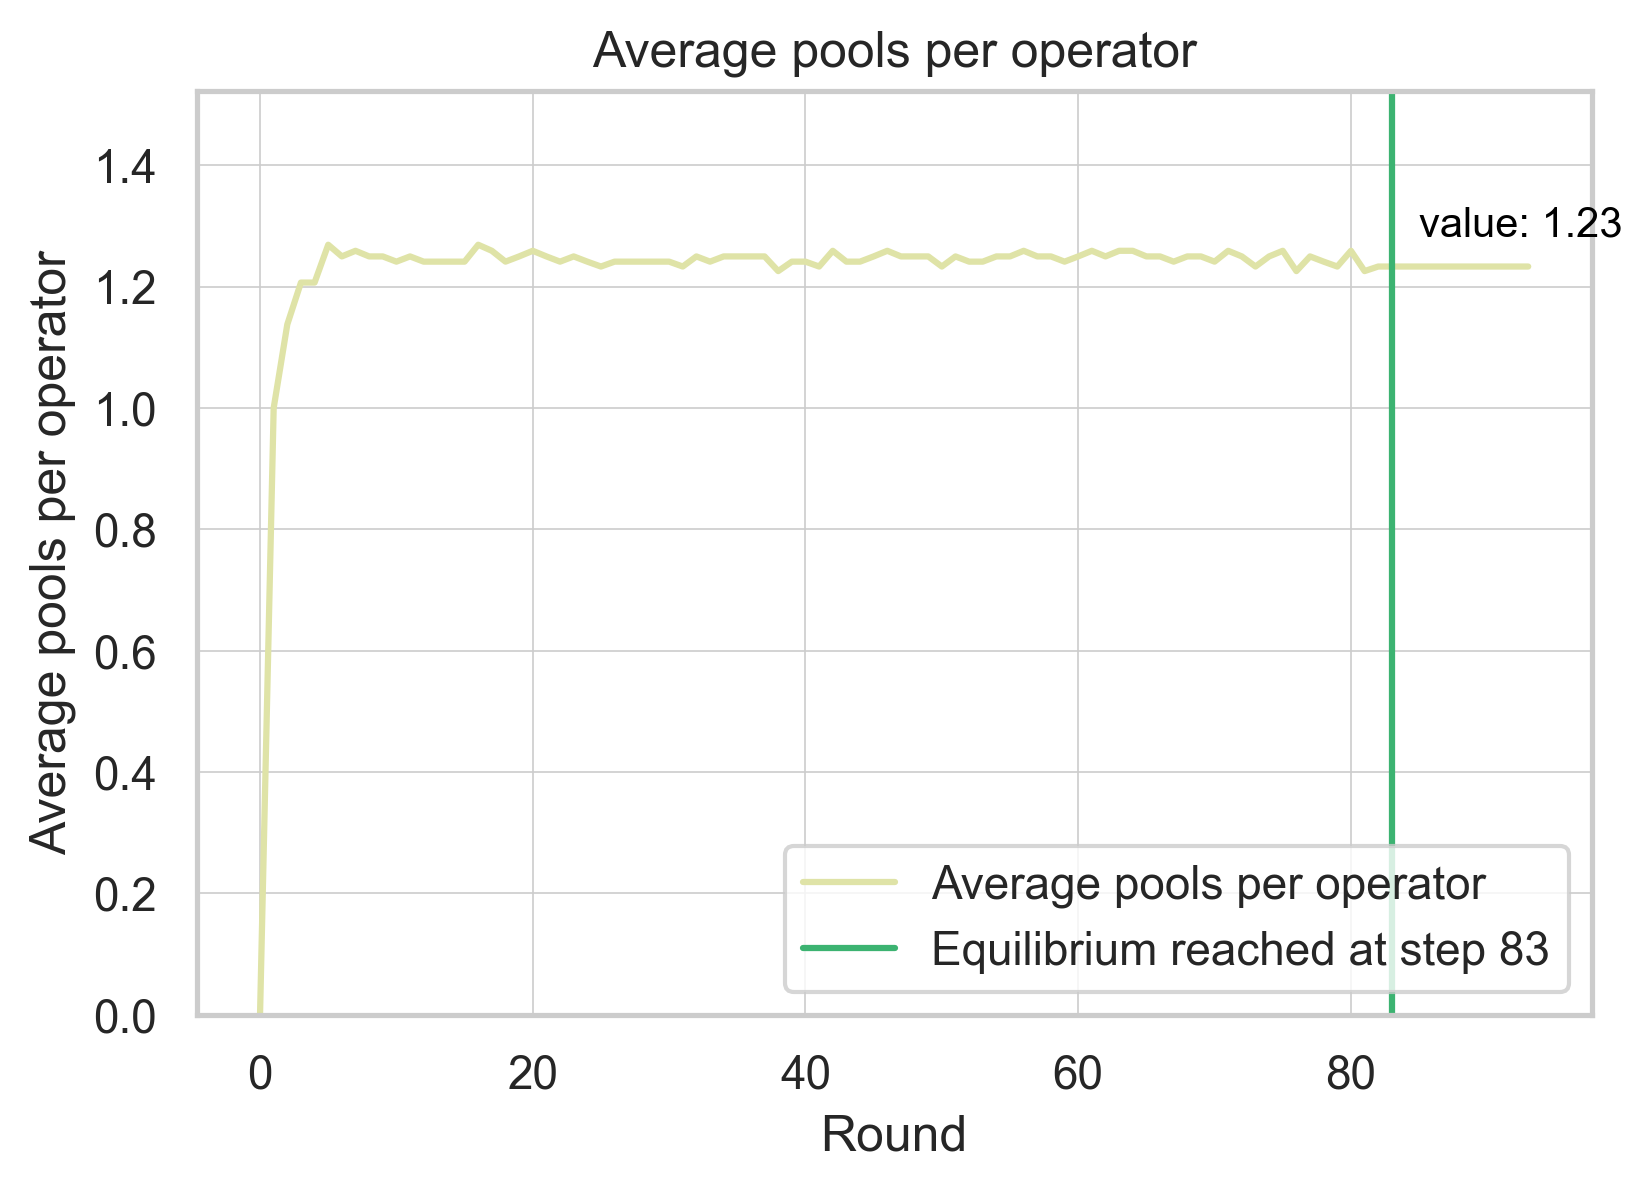 Average pools per operator
Average pools per operator
1.4
1.2
1.0
0.8
0.6
0.4
0.2
0.0
value: 1.23
Average pools per operator
Equilibrium reached at step 83
0 20 40 60 80
Round